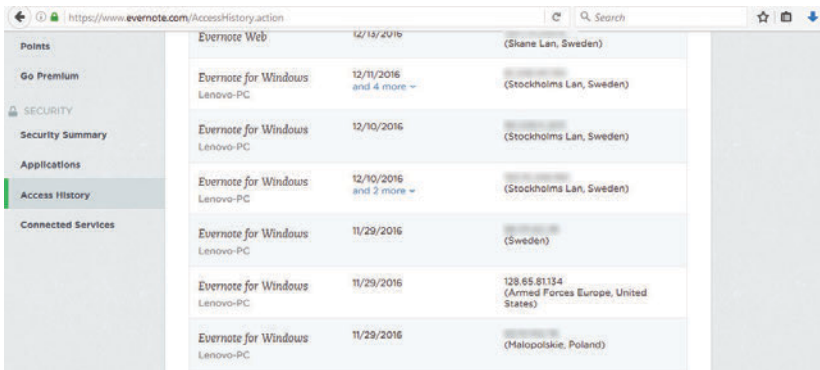 https://www.evernote.com/AccessHistory.action
Search
Points
Go Premium
SECURITY
Security Summary
Applications
Access History
Connected Services
Evernote Web 12/13/2016
(Skane Lan, Sweden)
Evernote for Windows 12/11/2016
Lenovo-PC and 4 more (Stockholms Lan, Sweden)
Evernote for Windows 12/10/2016
Lenovo-PC (Stockholms Lan, Sweden)
Evernote for Windows 12/10/2016
Lenovo-PC and 2 more (Stockholms Lan, Sweden)
Evernote for Windows 11/29/2016
Lenovo-PC (Sweden)
Evernote for Windows 11/29/2016 128.65.81.134
Lenovo-PC (Armed Forces Europe, United
States)
Evernote for Windows 11/29/2016
Lenovo-PC (Malopolskie, Poland)